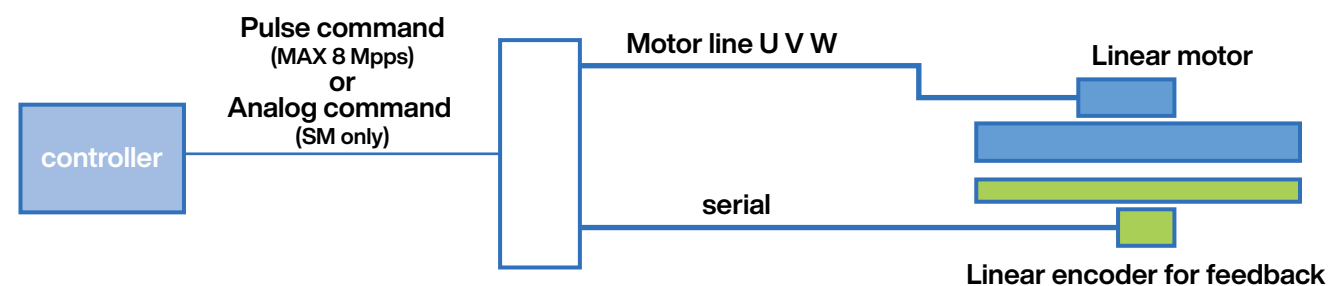 Pulse command
(MAX 8 Mpps)
or
Analog command
(SM only)
controller
Motor line U V W
Linear motor
serial
Linear encoder for feedback